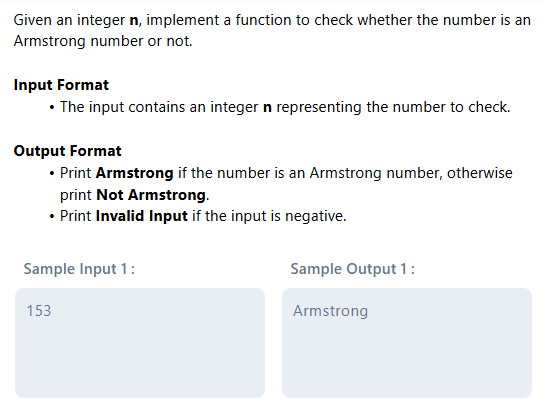 Given an integer n, implement a function to check whether the number is an
Armstrong number or not.
Input Format
• The input contains an integer n representing the number to check.
Output Format
• Print Armstrong if the number is an Armstrong number, otherwise
print Not Armstrong.
• Print Invalid Input if the input is negative.
Sample Input 1 :
Sample Output 1 :
153
Armstrong